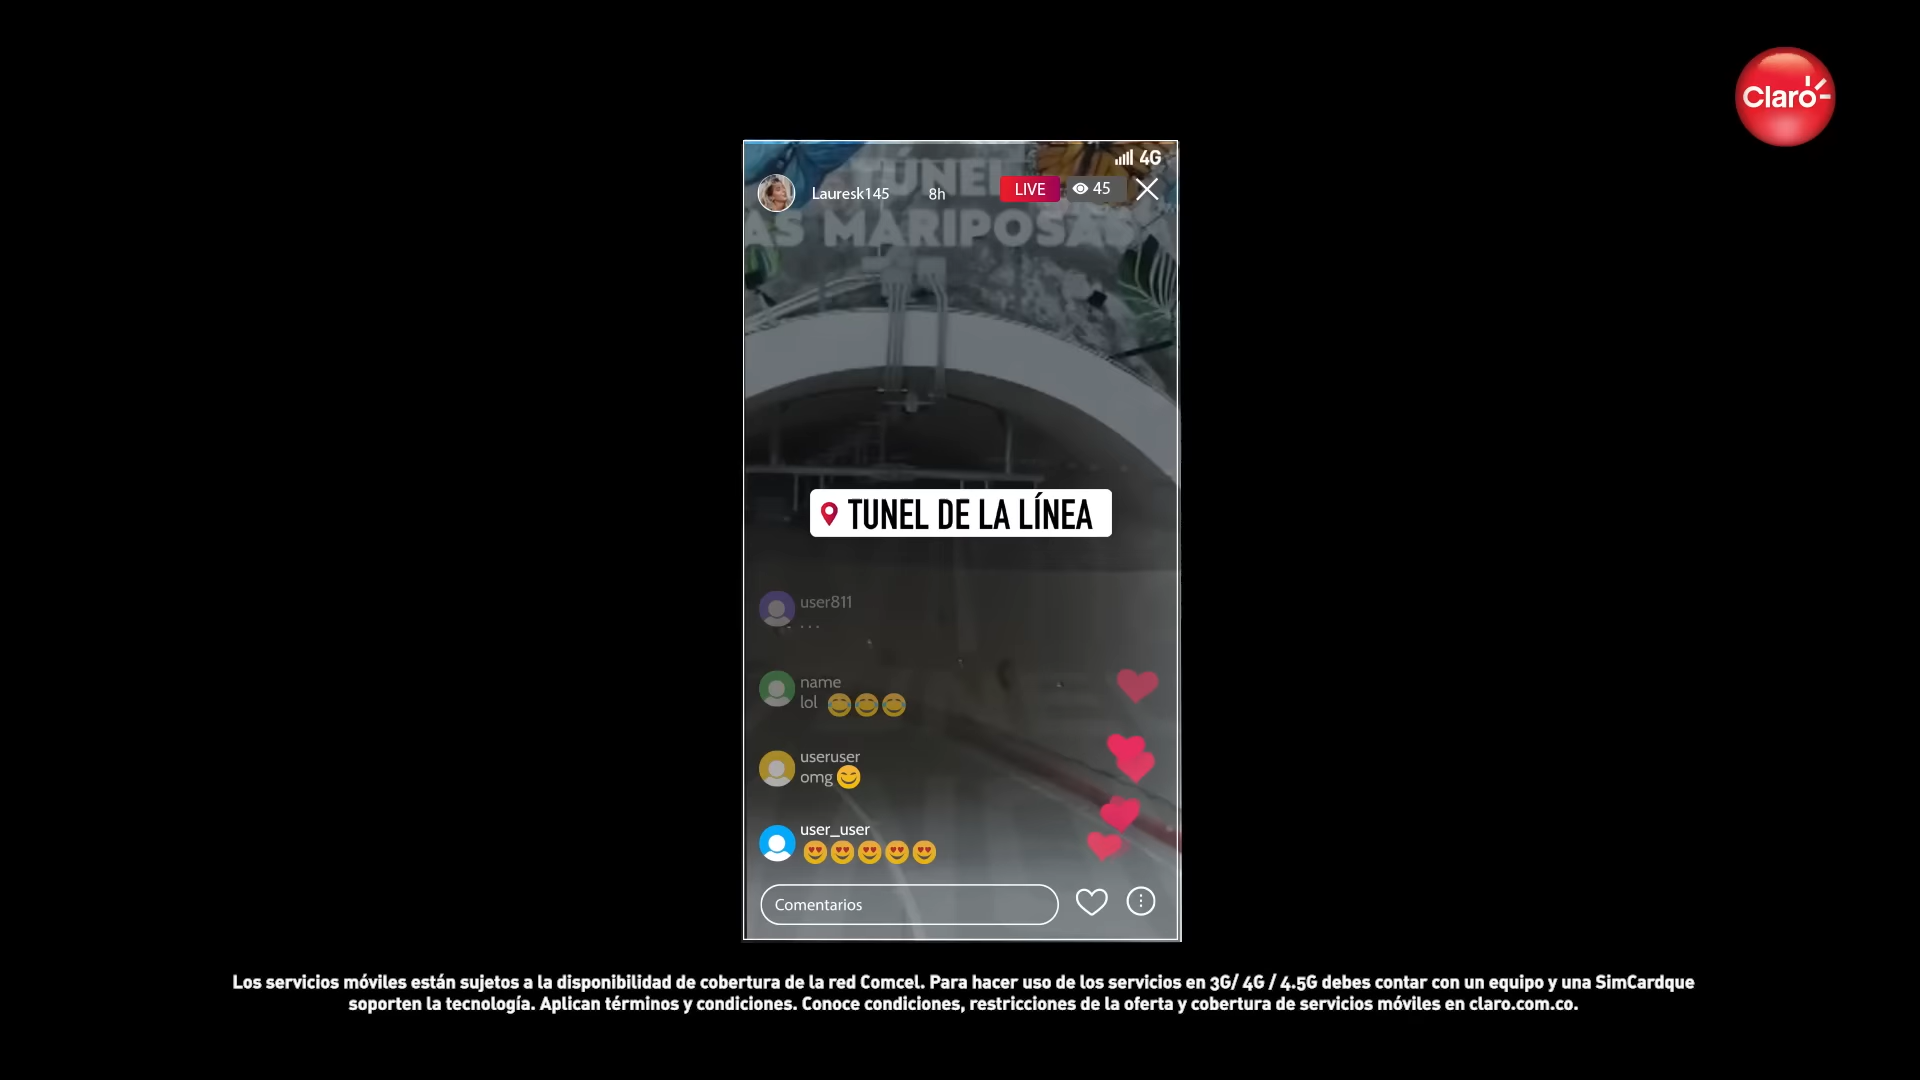 Claro
4G
TÚNEL
Lauresk145 8h LIVE 45
AS MARIPOSAS
TUNEL DE LA LÍNEA
user811
...
name
lol
useruser
omg
user_user
Comentarios
Los servicios móviles están sujetos a la disponibilidad de cobertura de la red Comcel. Para hacer uso de los servicios en 3G/ 4G / 4.5G debes contar con un equipo y una SimCardque
soporten la tecnología. Aplican términos y condiciones. Conoce condiciones, restricciones de la oferta y cobertura de servicios móviles en claro.com.co.